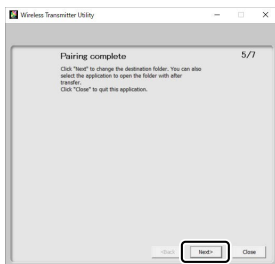 Wireless Transmitter Utility
Pairing complete 5/7
Click "Next" to change the destination folder. You can also
select the application to open the folder with after
transfer.
Click "Close" to quit this application.
<Back Next> Close